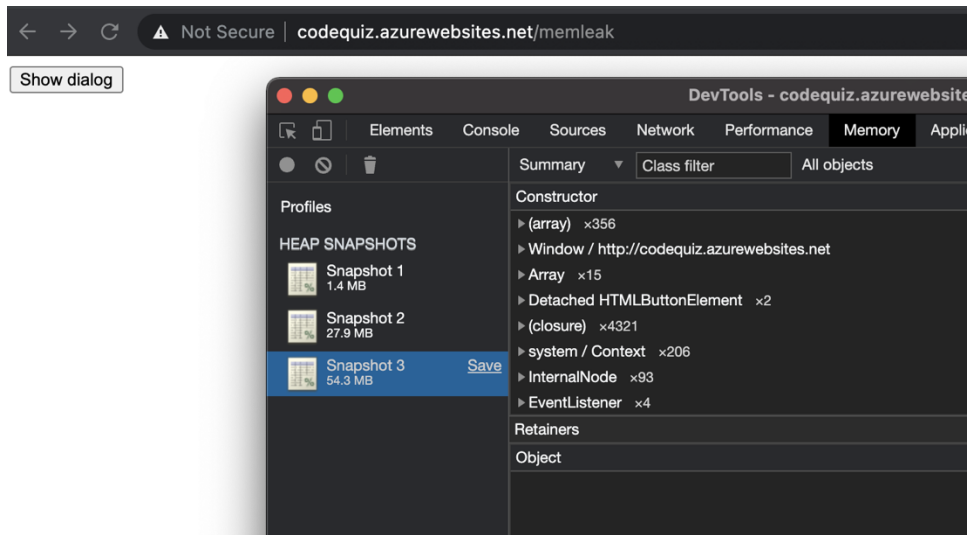 Not Secure codequiz.azurewebsites.net/memleak
Show dialog
DevTools - codequiz.azurewebsite
Elements Console Sources Network Performance Memory Appli
Summary Class filter All objects
Profiles
HEAP SNAPSHOTS
Snapshot 1
1.4 MB
Snapshot 2
27.9 MB
Snapshot 3 Save
54.3 MB
Constructor
(array) ×356
Window / http://codequiz.azurewebsites.net
Array ×15
Detached HTMLButtonElement ×2
(closure) ×4321
system / Context ×206
InternalNode ×93
EventListener ×4
Retainers
Object